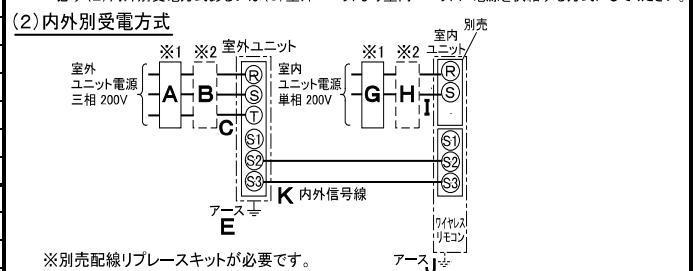 (2)内外別受電方式
別売
※1 ※2 室外ユニット
※1 ※2 室内ユニット
室外
ユニット電源
三相 200V
A B C
R
S
T
S1
S2
S3
室内
ユニット電源
単相 200V
G H I
R
S
S1
S2
S3
K 内外信号線
アース
E
ワイヤレス
リモコン
アース J
※別売配線リプレースキットが必要です。